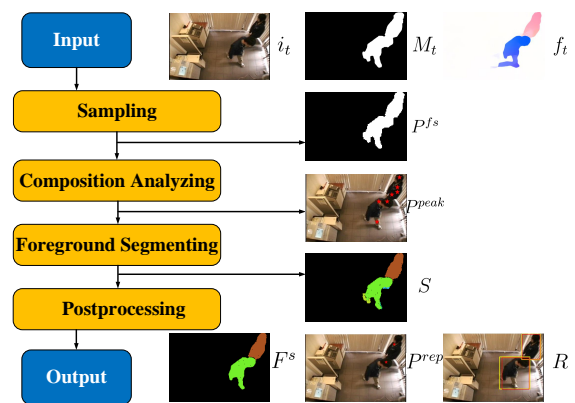 Input
i_t
M_t
f_t
Sampling
P^{fs}
Composition Analyzing
P^{peak}
Foreground Segmenting
S
Postprocessing
Output
F^s
P^{rep}
R